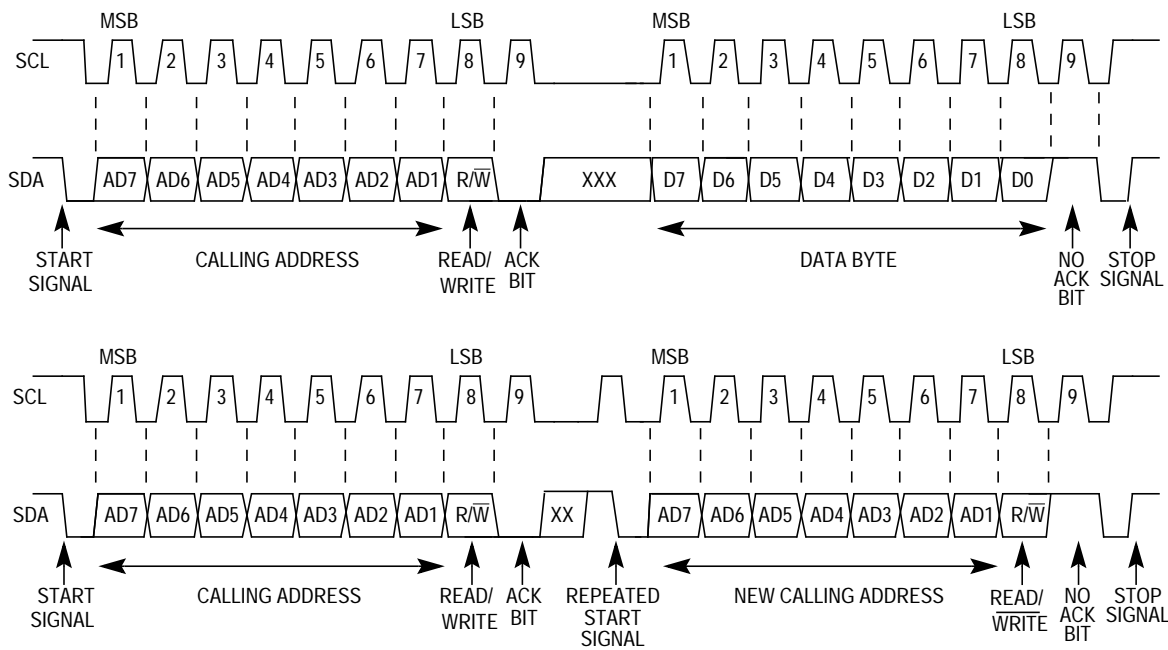 MSB LSB MSB LSB
SCL 1 2 3 4 5 6 7 8 9 1 2 3 4 5 6 7 8 9
SDA AD7 AD6 AD5 AD4 AD3 AD2 AD1 R/W̅ XXX D7 D6 D5 D4 D3 D2 D1 D0
START CALLING ADDRESS READ/ ACK DATA BYTE NO STOP
SIGNAL WRITE BIT ACK SIGNAL
BIT
MSB LSB MSB LSB
SCL 1 2 3 4 5 6 7 8 9 1 2 3 4 5 6 7 8 9
SDA AD7 AD6 AD5 AD4 AD3 AD2 AD1 R/W̅ XX AD7 AD6 AD5 AD4 AD3 AD2 AD1 R/W̅
START CALLING ADDRESS READ/ ACK REPEATED NEW CALLING ADDRESS READ/ NO STOP
SIGNAL WRITE BIT START W̅R̅I̅T̅E̅ ACK SIGNAL
SIGNAL BIT